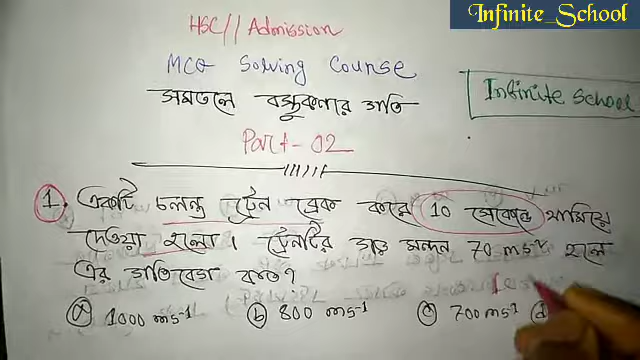 Infinite_School
HSC// Admission
MCQ Solving Course
সমতলে বস্তুকণার গতি
Infinite School
Part-02
1. একটি চলন্ত ট্রেন ব্রেক করে 10 সেকেন্ডে থামিয়ে
দেওয়া হলো। ট্রেনটির গড় মন্দন 70 ms⁻² হলে
এর গতিবেগ কত?
ⓐ 1000 ms⁻¹ ⓑ 800 ms⁻¹ ⓒ 700 ms⁻¹ ⓓ